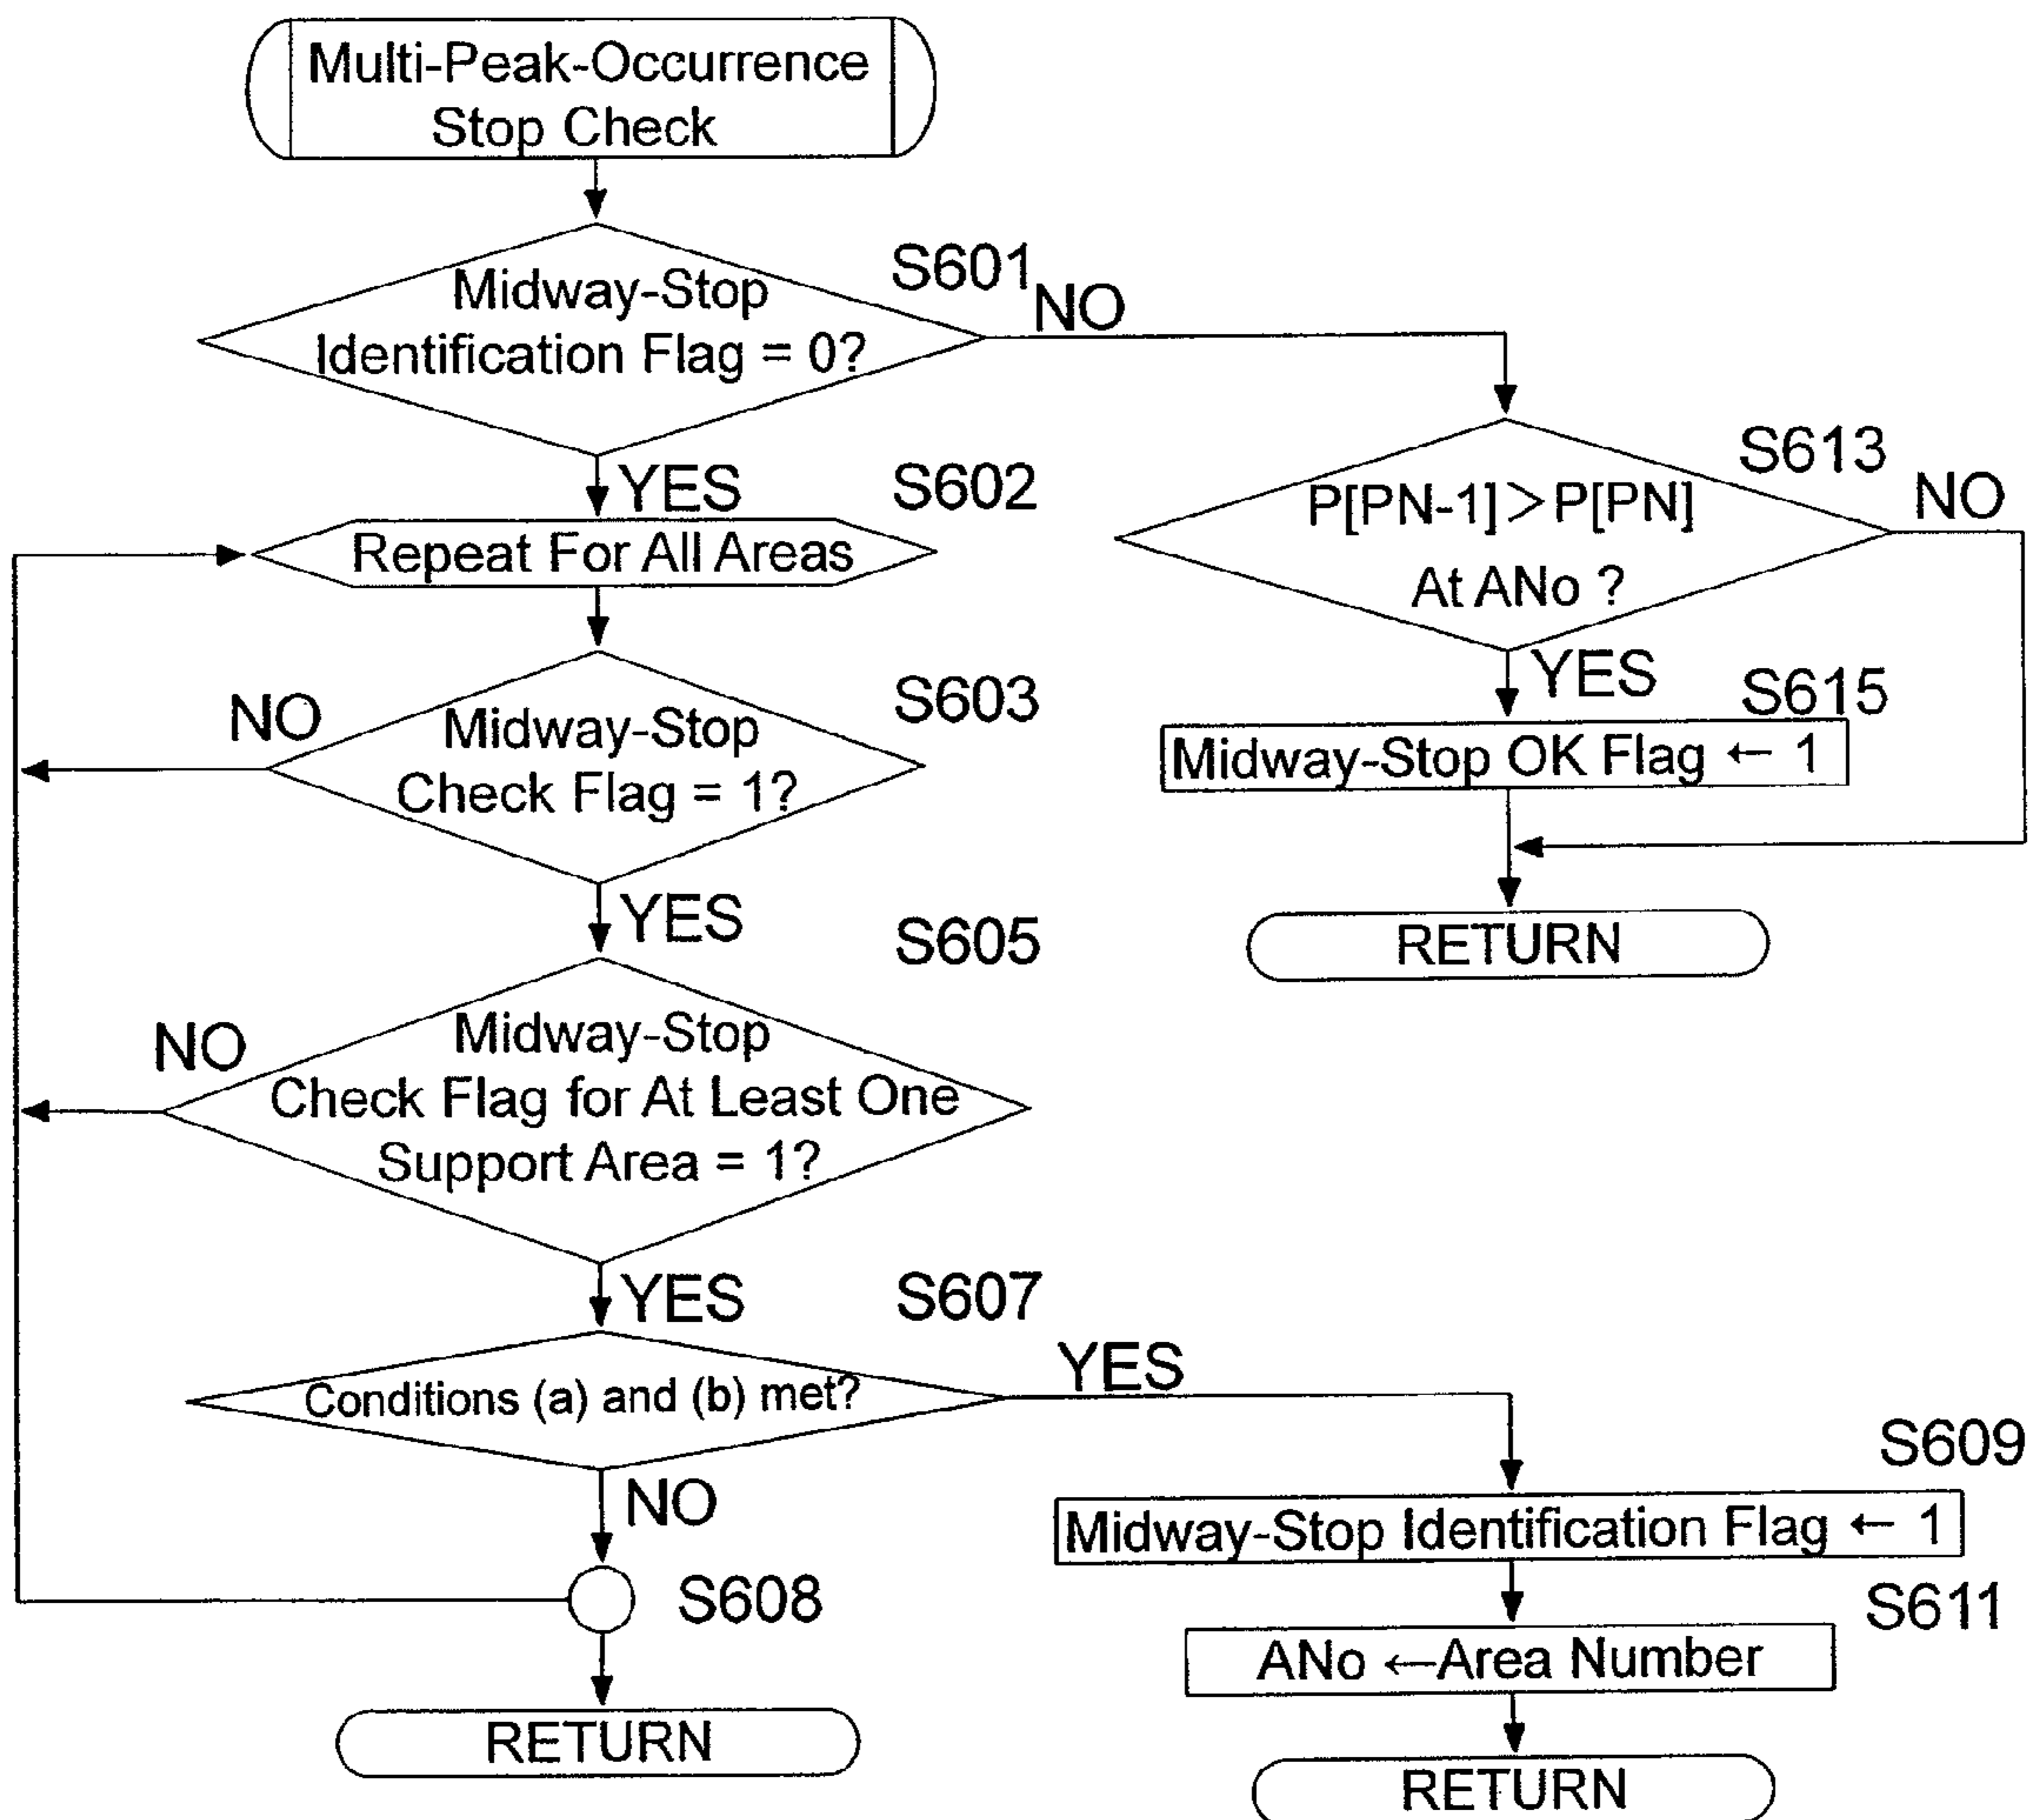 Multi-Peak-Occurrence
Stop Check
S601
Midway-Stop
Identification Flag = 0?
NO
YES
S602
Repeat For All Areas
S603
NO
Midway-Stop
Check Flag = 1?
YES
S605
NO
Midway-Stop
Check Flag for At Least One
Support Area = 1?
YES
S607
Conditions (a) and (b) met?
YES
NO
S608
RETURN
S613
P[PN-1]>P[PN]
At ANo ?
NO
YES
S615
Midway-Stop OK Flag ← 1
RETURN
S609
Midway-Stop Identification Flag ← 1
S611
ANo ←Area Number
RETURN